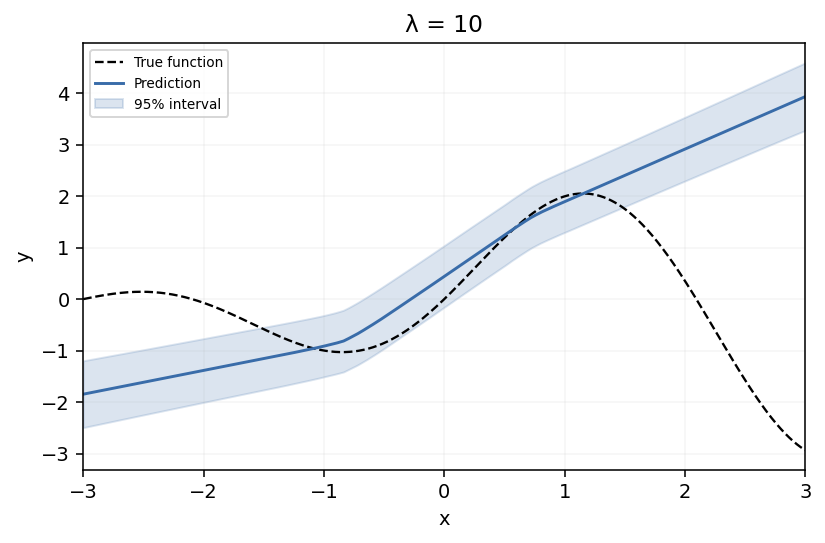 λ = 10
True function
Prediction
95% interval
4
3
2
1
0
−1
−2
−3
y
−3 −2 −1 0 1 2 3
x